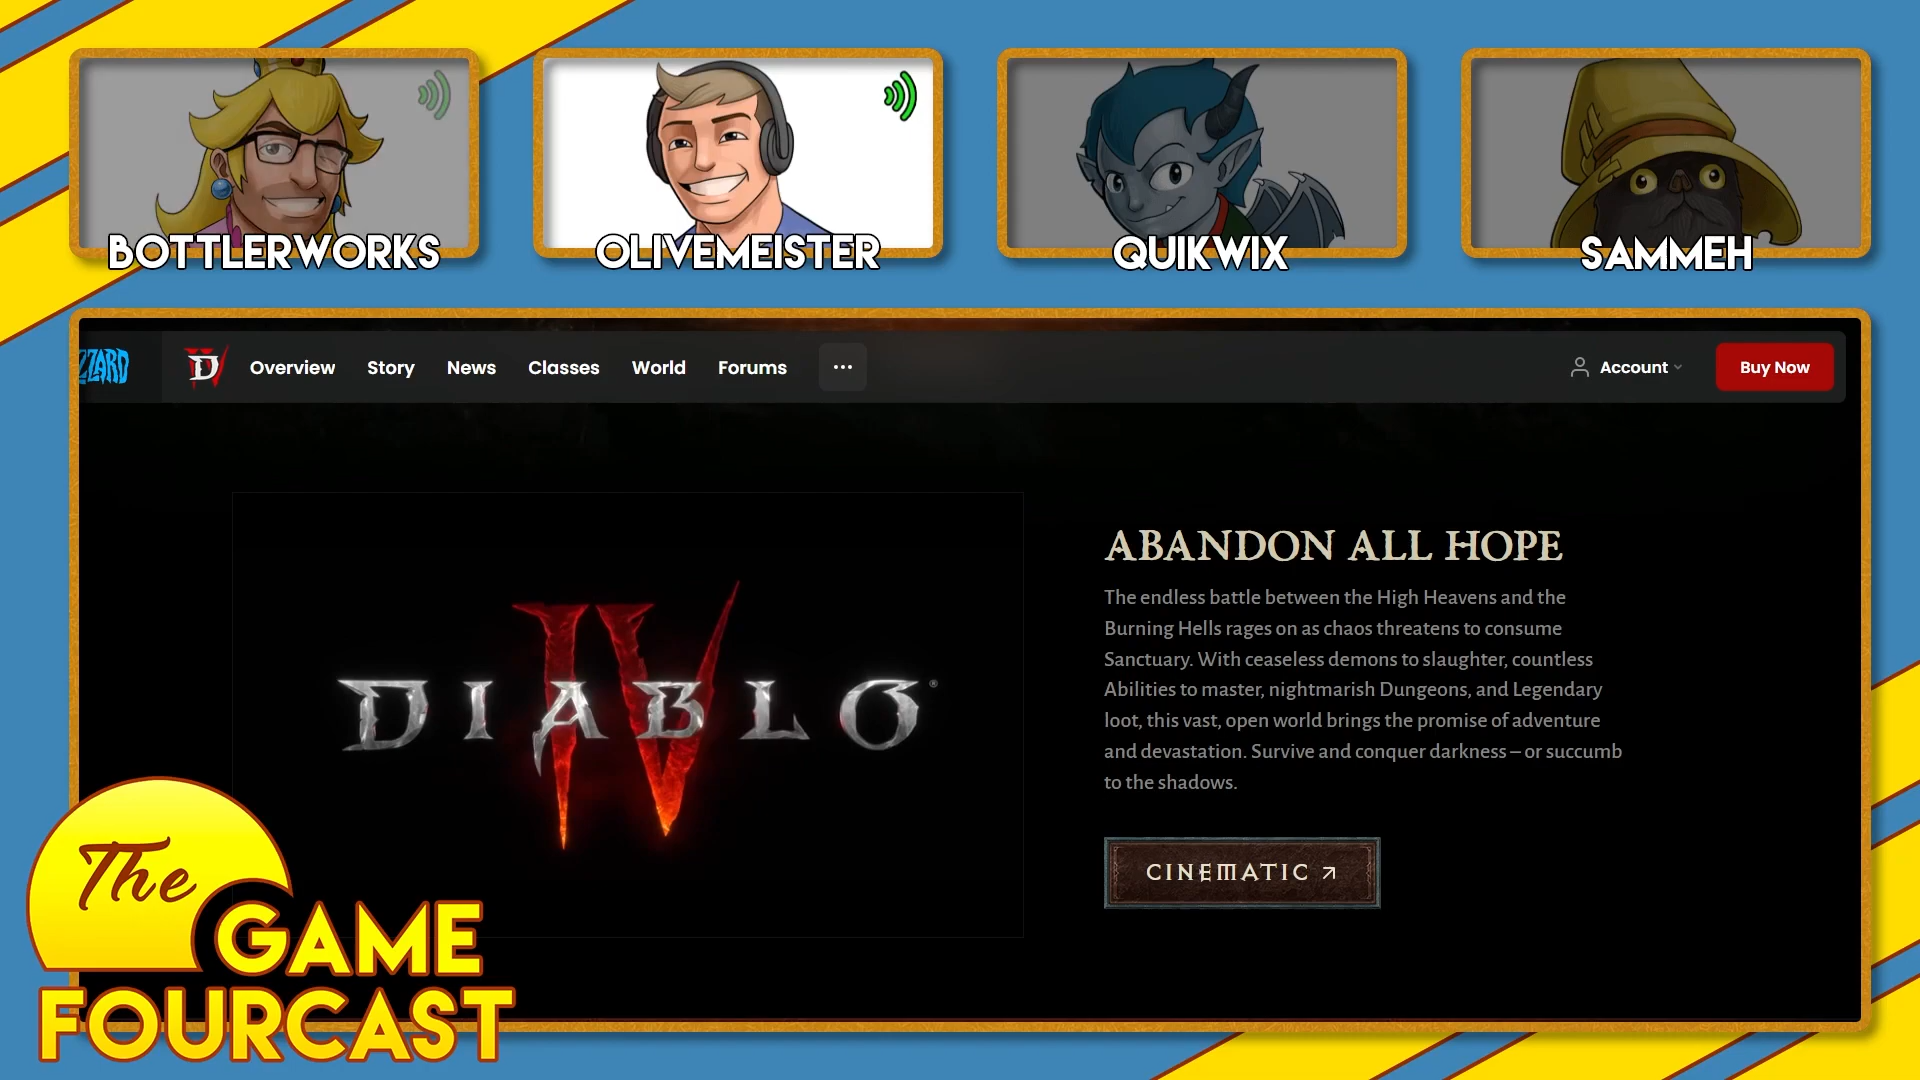 BOTTLERWORKS
OLIVEMEISTER
QUIKWIX
SAMMEH
ZZARD
D
Overview
Story
News
Classes
World
Forums
...
Account
Buy Now
ABANDON ALL HOPE
The endless battle between the High Heavens and the
Burning Hells rages on as chaos threatens to consume
Sanctuary. With ceaseless demons to slaughter, countless
Abilities to master, nightmarish Dungeons, and Legendary
loot, this vast, open world brings the promise of adventure
and devastation. Survive and conquer darkness – or succumb
to the shadows.
CINEMATIC
IV
DIABLO®
The
GAME
FOURCAST